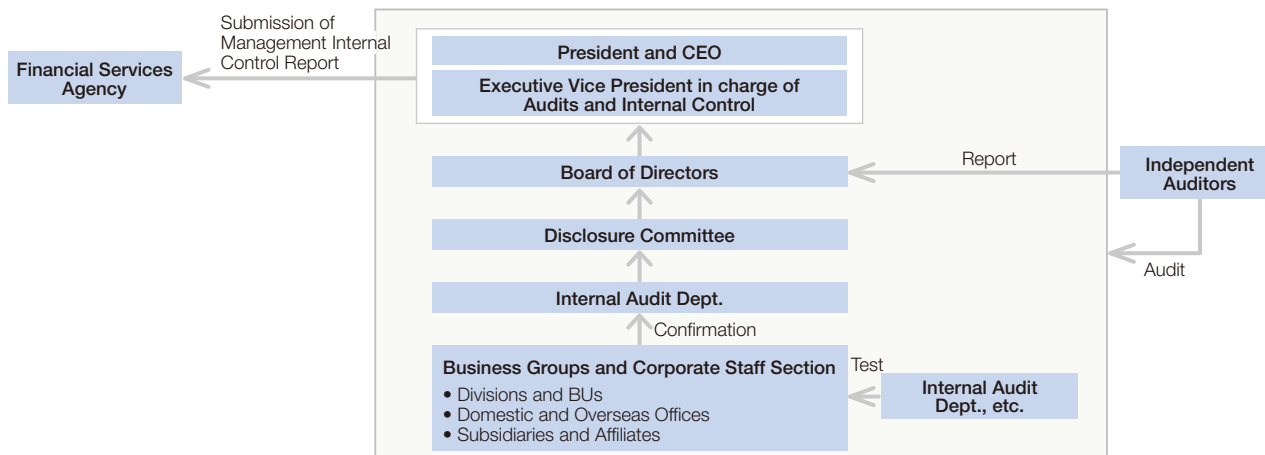 Submission of
Management Internal
Control Report
Financial Services
Agency
President and CEO
Executive Vice President in charge of
Audits and Internal Control
Board of Directors
Report
Independent
Auditors
Disclosure Committee
Audit
Internal Audit Dept.
Confirmation
Business Groups and Corporate Staff Section
• Divisions and BUs
• Domestic and Overseas Offices
• Subsidiaries and Affiliates
Test
Internal Audit
Dept., etc.